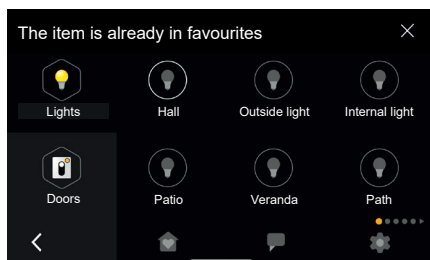 The item is already in favourites
Lights
Hall
Outside light
Internal light
Doors
Patio
Veranda
Path